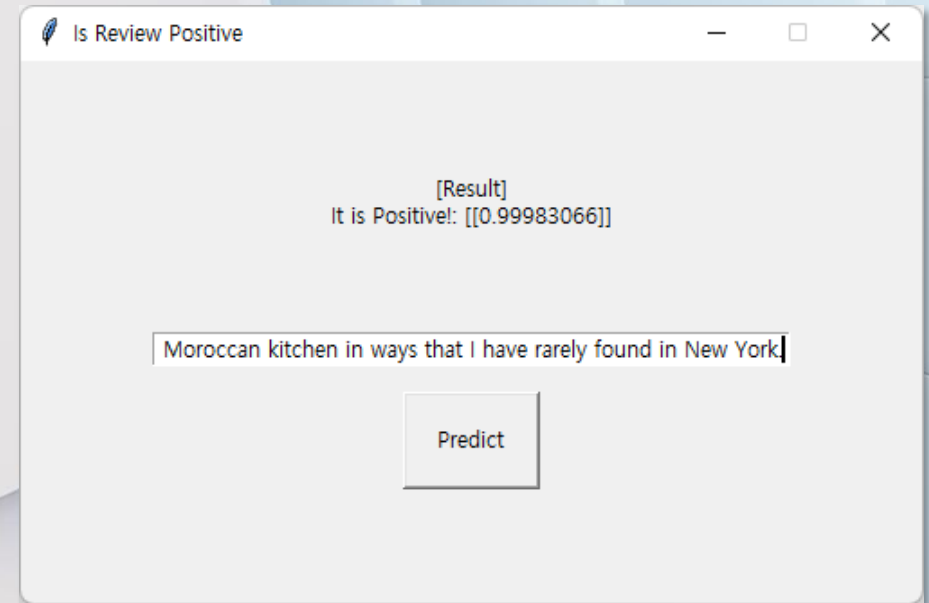 Is Review Positive
[Result]
It is Positive!: [[0.99983066]]
Moroccan kitchen in ways that I have rarely found in New York.
Predict